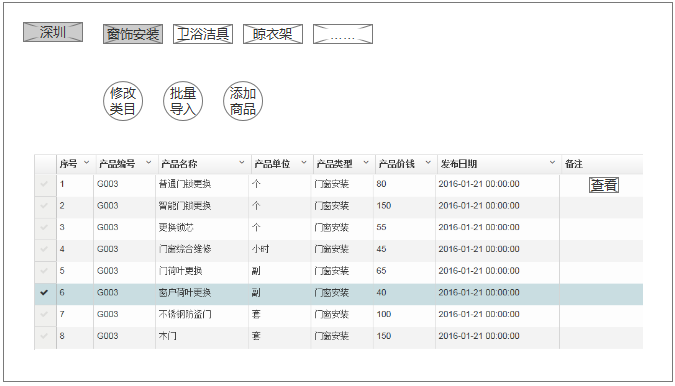 深圳 窗饰安装 卫浴洁具 晾衣架 ……
修改 批量 添加
类目 导入 商品
序号 产品编号 产品名称 产品单位 产品类型 产品价钱 发布日期 备注
1 G003 普通门锁更换 个 门窗安装 80 2016-01-21 00:00:00 查看
2 G003 智能门锁更换 个 门窗安装 150 2016-01-21 00:00:00
3 G003 更换锁芯 个 门窗安装 55 2016-01-21 00:00:00
4 G003 门窗综合维修 小时 门窗安装 45 2016-01-21 00:00:00
5 G003 门荷叶更换 副 门窗安装 65 2016-01-21 00:00:00
6 G003 窗户荷叶更换 副 门窗安装 40 2016-01-21 00:00:00
7 G003 不锈钢防盗门 套 门窗安装 100 2016-01-21 00:00:00
8 G003 木门 套 门窗安装 150 2016-01-21 00:00:00